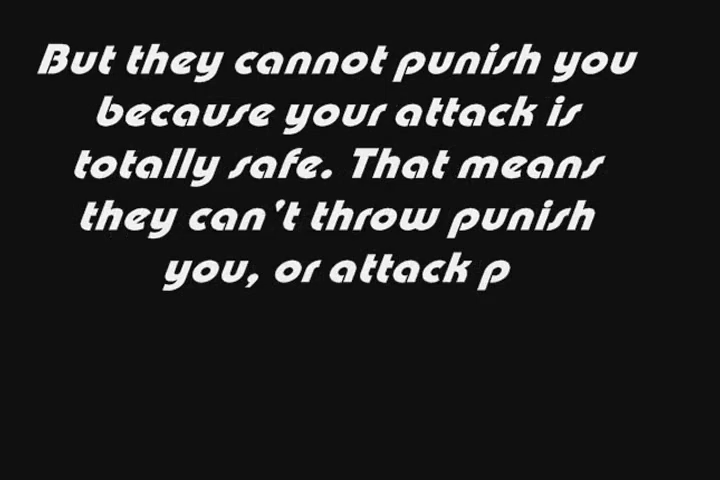 But they cannot punish you
because your attack is
totally safe. That means
they can't throw punish
you, or attack p